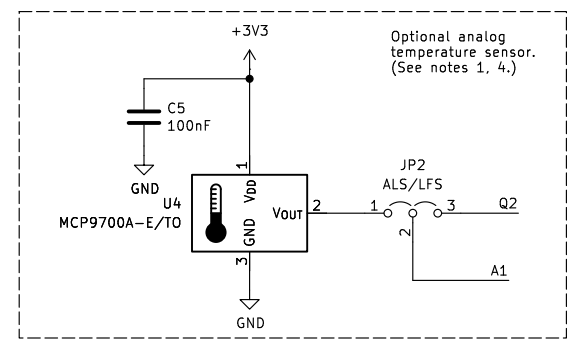 +3V3
Optional analog
temperature sensor.
(See notes 1, 4.)
C5
100nF
GND
1
U4
MCP9700A-E/TO
VDD
GND
VOUT
2
3
GND
JP2
ALS/LFS
1
2
3
Q2
A1